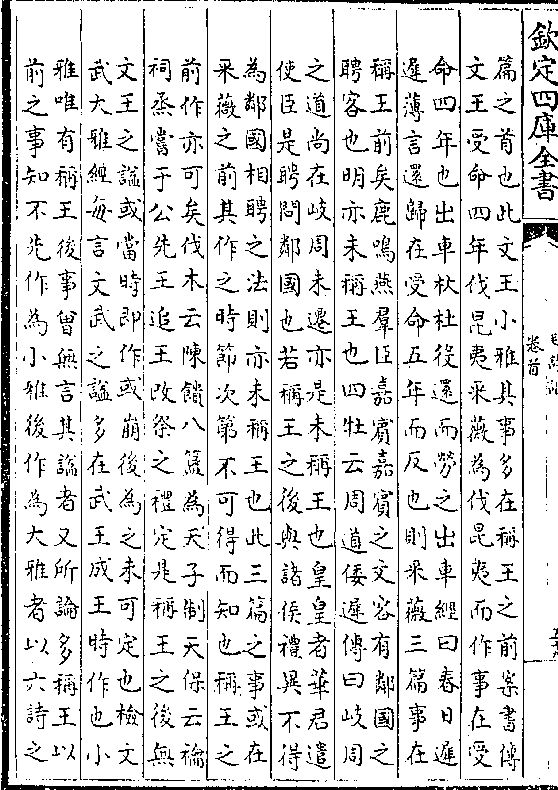 欽定四庫全書
卷首
篇之首也此文王小雅其事多在稱王之前案書傳
文王受命四年伐昆夷采薇為伐昆夷而作事在受
命四年也出車杕杜役還而勞之出車經曰春日遲
遲薄言還歸在受命五年而反也則采薇三篇事在
稱王前矣鹿鳴燕羣臣嘉賔嘉賔之文容有鄰國之
聘客也明亦未稱王也四牡云周道倭遲傳曰岐周
之道尚在岐周未遷亦是未稱王也皇皇者華君遣
使臣是聘問鄰國也若稱王之後與諸侯禮異不得
為鄰國相聘之法則亦未稱王也此三篇之事或在
采薇之前其作之時節次第不可得而知也稱王之
前作亦可矣伐木云陳饋八簋為天子制天保云禴
祠烝嘗于公先王追王改祭之禮定是稱王之後無
文王之謚或當時即作或崩後為之未可定也檢文
武大雅經每言文武之謚多在武王成王時作也小
雅唯有稱王後事曾無言其謚者又所論多稱王以
前之事知不先作為小雅後作為大雅者以六詩之